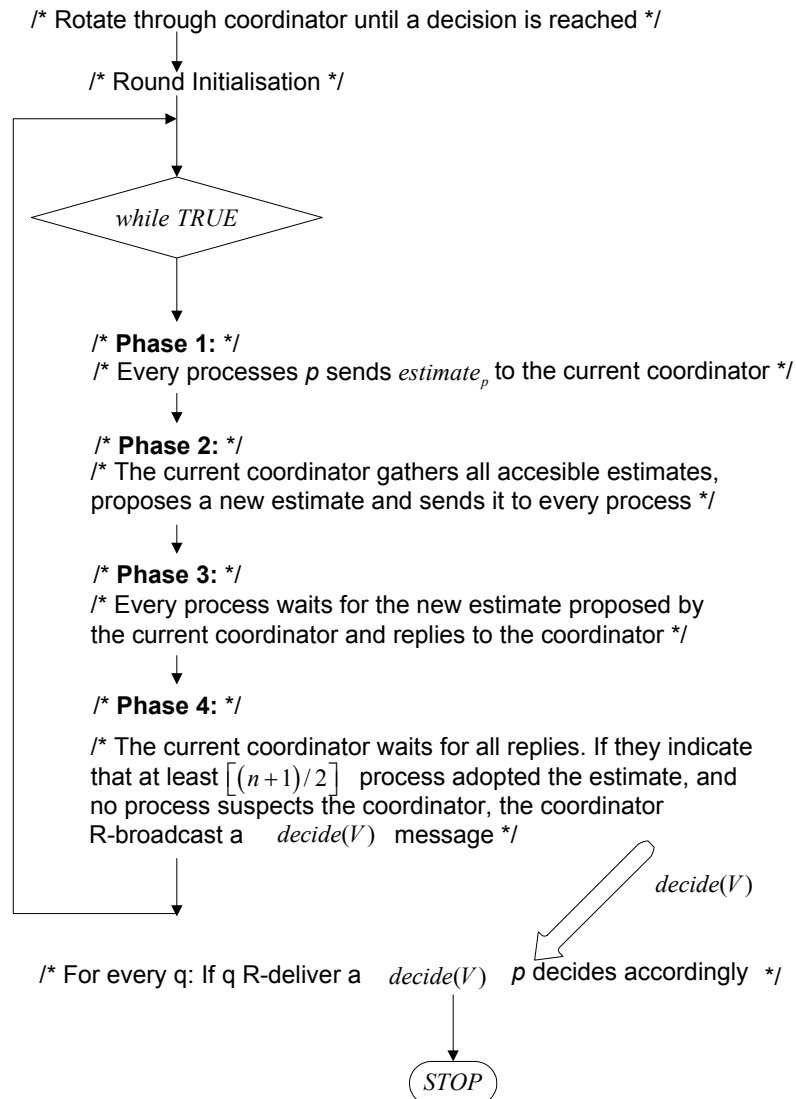 /* Rotate through coordinator until a decision is reached */
/* Round Initialisation */
while TRUE
/* Phase 1: */
/* Every processes p sends estimate_p to the current coordinator */
/* Phase 2: */
/* The current coordinator gathers all accesible estimates,
proposes a new estimate and sends it to every process */
/* Phase 3: */
/* Every process waits for the new estimate proposed by
the current coordinator and replies to the coordinator */
/* Phase 4: */
/* The current coordinator waits for all replies. If they indicate
that at least ⌈(n+1)/2⌉ process adopted the estimate, and
no process suspects the coordinator, the coordinator
R-broadcast a decide(V) message */
decide(V)
/* For every q: If q R-deliver a decide(V) p decides accordingly */
STOP